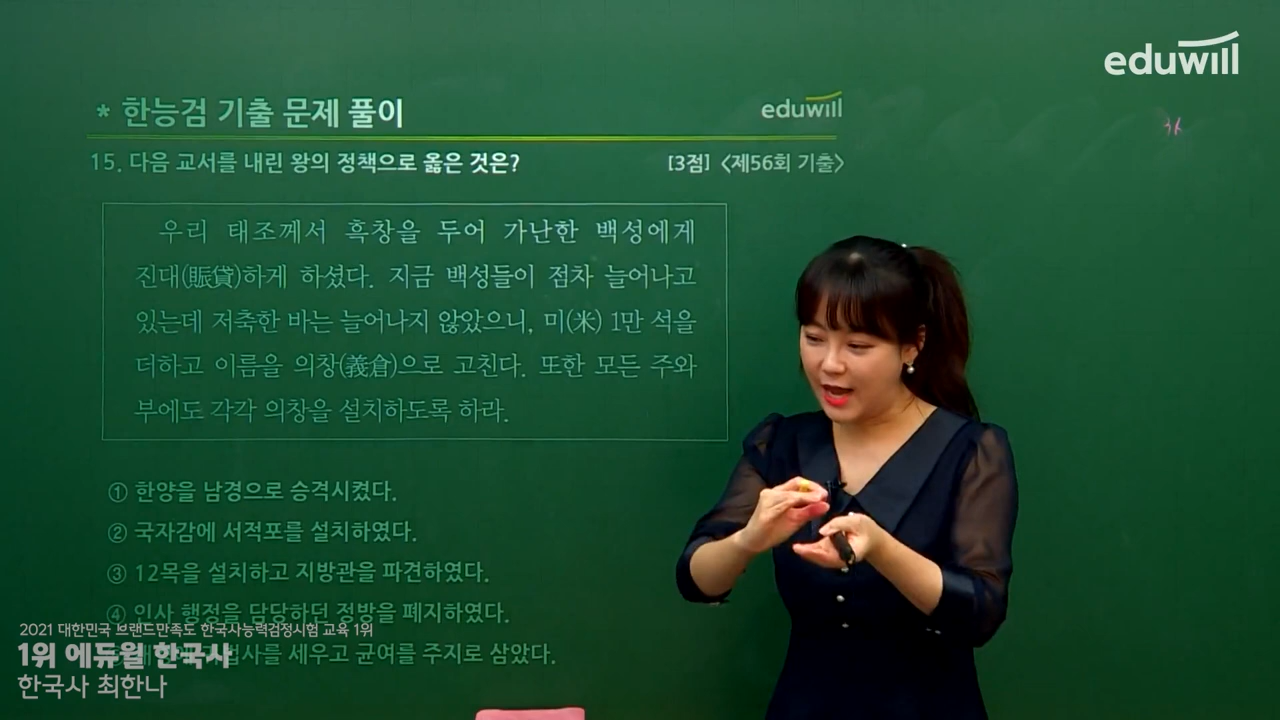 eduwill
* 한능검 기출 문제 풀이
eduwill
15. 다음 교서를 내린 왕의 정책으로 옳은 것은? [3점] <제56회 기출>
우리 태조께서 흑창을 두어 가난한 백성에게
진대(賑貸)하게 하셨다. 지금 백성들이 점차 늘어나고
있는데 저축한 바는 늘어나지 않았으니, 미(米) 1만 석을
더하고 이름을 의창(義倉)으로 고친다. 또한 모든 주와
부에도 각각 의창을 설치하도록 하라.
① 한양을 남경으로 승격시켰다.
② 국자감에 서적포를 설치하였다.
③ 12목을 설치하고 지방관을 파견하였다.
④ 인사 행정을 담당하던 정방을 폐지하였다.
세우고 균여를 주지로 삼았다.
2021 대한민국 브랜드만족도 한국사능력검정시험 교육 1위
1위 에듀윌 한국사
한국사 최한나